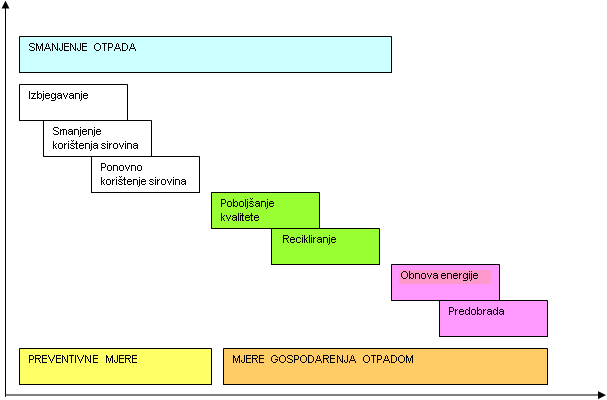 SMANJENJE OTPADA
Izbjegavanje
Smanjenje
korištenja sirovina
Ponovno
korištenje sirovina
Poboljšanje
kvalitete
Recikliranje
Obnova energije
Predobrada
PREVENTIVNE MJERE
MJERE GOSPODARENJA OTPADOM